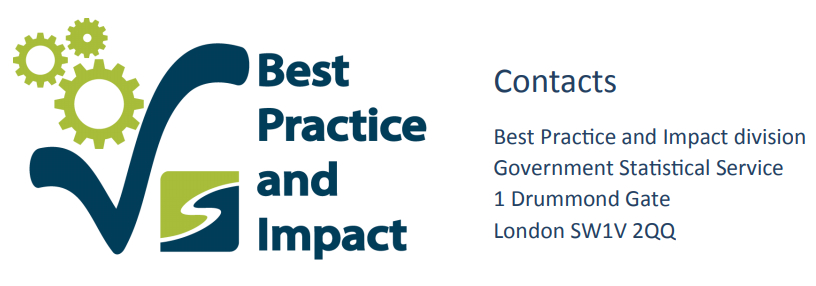 Best
Practice
and
Impact
Contacts
Best Practice and Impact division
Government Statistical Service
1 Drummond Gate
London SW1V 2QQ